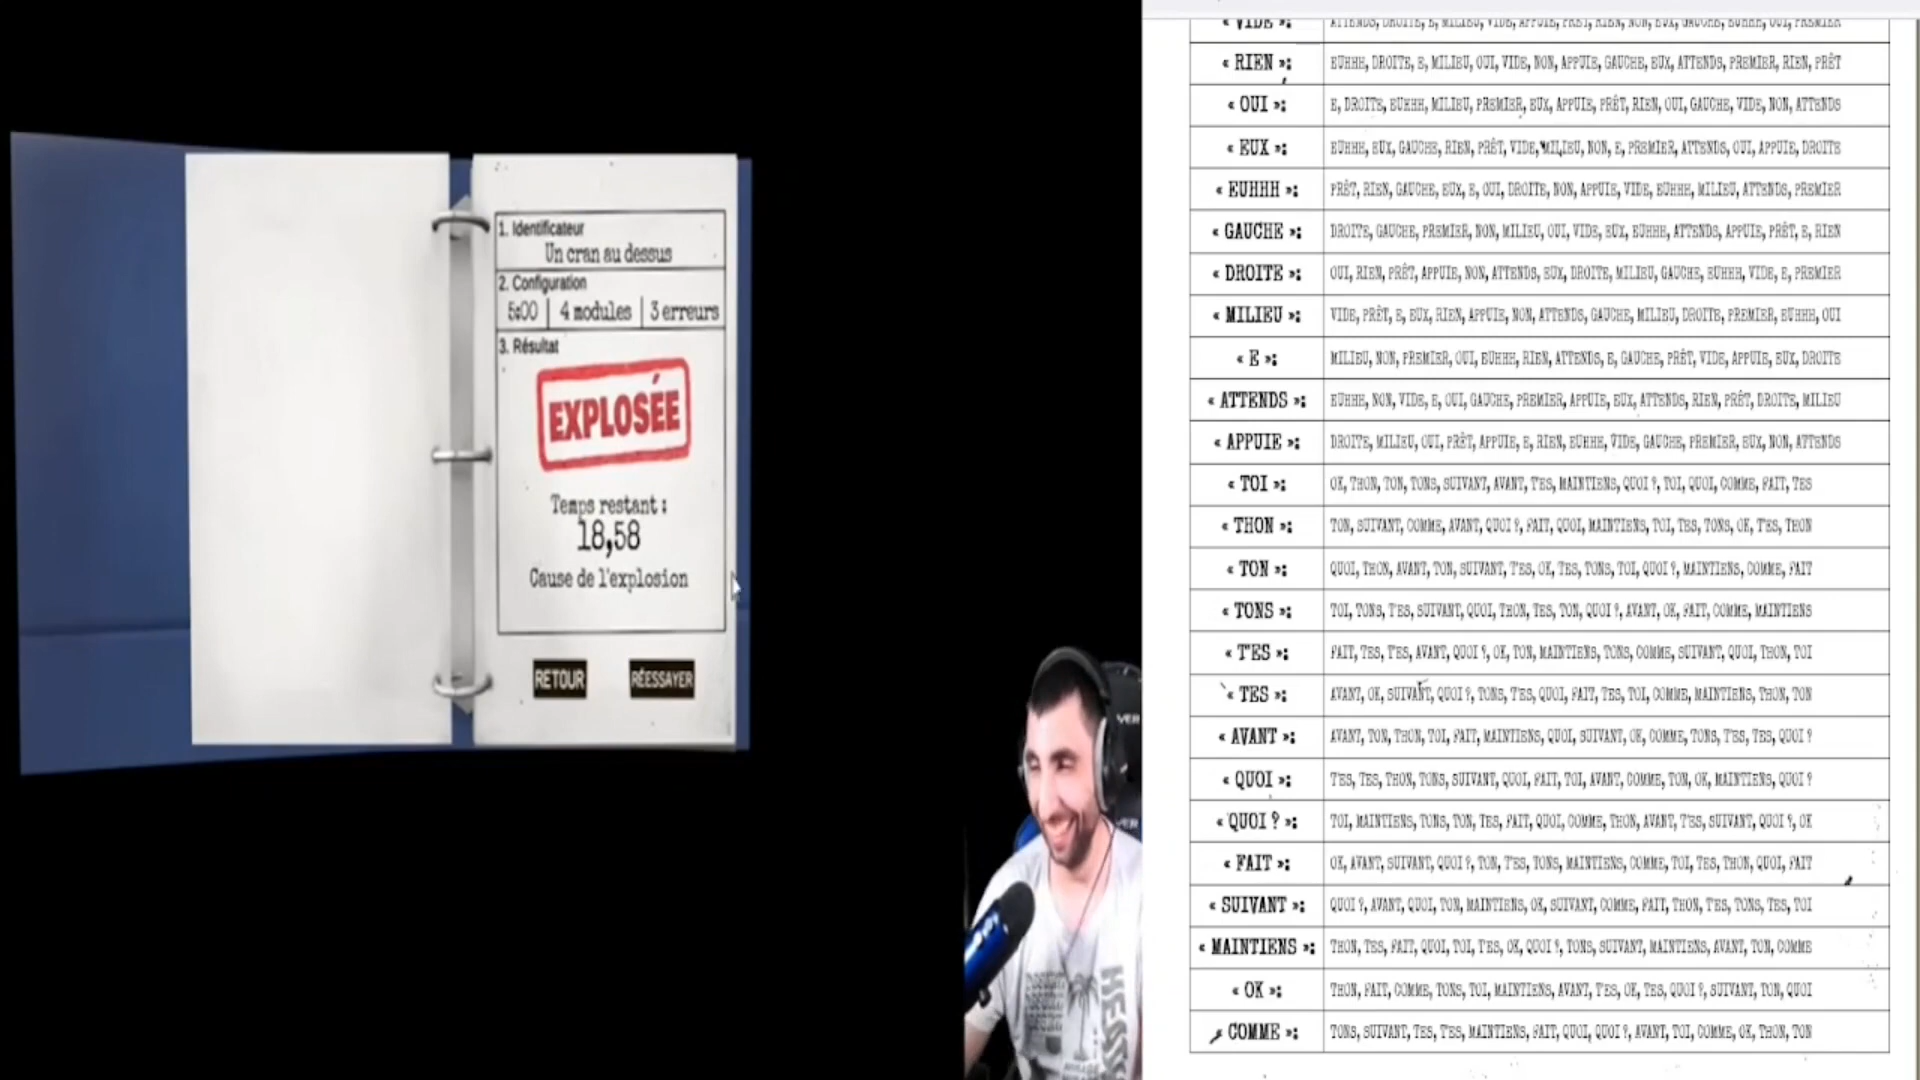 1. Identificateur
Un cran au dessus
2. Configuration
5:00 | 4 modules | 3 erreurs
3. Résultat
EXPLOSÉE
Temps restant :
18,58
Cause de l'explosion
RETOUR
RÉESSAYER
« VIDE »: ATTENDS, DROITE, E, MILIEU, VIDE, APPUIE, PRÊT, RIEN, NON, EUX, GAUCHE, EUHHH, OUI, PREMIER
« RIEN »: EUHHH, DROITE, E, MILIEU, OUI, VIDE, NON, APPUIE, GAUCHE, EUX, ATTENDS, PREMIER, RIEN, PRÊT
« OUI »: E, DROITE, EUHHH, MILIEU, PREMIER, EUX, APPUIE, PRÊT, RIEN, OUI, GAUCHE, VIDE, NON, ATTENDS
« EUX »: EUHHH, EUX, GAUCHE, RIEN, PRÊT, VIDE, MILIEU, NON, E, PREMIER, ATTENDS, OUI, APPUIE, DROITE
« EUHHH »: PRÊT, RIEN, GAUCHE, EUX, E, OUI, DROITE, NON, APPUIE, VIDE, EUHHH, MILIEU, ATTENDS, PREMIER
« GAUCHE »: DROITE, GAUCHE, PREMIER, NON, MILIEU, OUI, VIDE, EUX, EUHHH, ATTENDS, APPUIE, PRÊT, E, RIEN
« DROITE »: OUI, RIEN, PRÊT, APPUIE, NON, ATTENDS, EUX, DROITE, MILIEU, GAUCHE, EUHHH, VIDE, E, PREMIER
« MILIEU »: VIDE, PRÊT, E, EUX, RIEN, APPUIE, NON, ATTENDS, GAUCHE, MILIEU, DROITE, PREMIER, EUHHH, OUI
« E »: MILIEU, NON, PREMIER, OUI, EUHHH, RIEN, ATTENDS, E, GAUCHE, PRÊT, VIDE, APPUIE, EUX, DROITE
« ATTENDS »: EUHHH, NON, VIDE, E, OUI, GAUCHE, PREMIER, APPUIE, EUX, ATTENDS, RIEN, PRÊT, DROITE, MILIEU
« APPUIE »: DROITE, MILIEU, OUI, PRÊT, APPUIE, E, RIEN, EUHHH, VIDE, GAUCHE, PREMIER, EUX, NON, ATTENDS
« TOI »: OK, THON, TON, TONS, SUIVANT, AVANT, T'ES, MAINTIENS, QUOI ?, TOI, QUOI, COMME, FAIT, TES
« THON »: TON, SUIVANT, COMME, AVANT, QUOI ?, FAIT, QUOI, MAINTIENS, TOI, TES, TONS, OK, T'ES, THON
« TON »: QUOI, THON, AVANT, TON, SUIVANT, T'ES, OK, TES, TONS, TOI, QUOI ?, MAINTIENS, COMME, FAIT
« TONS »: TOI, TONS, T'ES, SUIVANT, QUOI, THON, TES, TON, QUOI ?, AVANT, OK, FAIT, COMME, MAINTIENS
« T'ES »: FAIT, TES, T'ES, AVANT, QUOI ?, OK, TON, MAINTIENS, TONS, COMME, SUIVANT, QUOI, THON, TOI
« TES »: AVANT, OK, SUIVANT, QUOI ?, TONS, T'ES, QUOI, FAIT, TES, TOI, COMME, MAINTIENS, THON, TON
« AVANT »: AVANT, TON, THON, TOI, FAIT, MAINTIENS, QUOI, SUIVANT, OK, COMME, TONS, T'ES, TES, QUOI ?
« QUOI »: T'ES, TES, THON, TONS, SUIVANT, QUOI, FAIT, TOI, AVANT, COMME, TON, OK, MAINTIENS, QUOI ?
« QUOI ? »: TOI, MAINTIENS, TONS, TON, TES, FAIT, QUOI, COMME, THON, AVANT, T'ES, SUIVANT, QUOI ?, OK
« FAIT »: OK, AVANT, SUIVANT, QUOI ?, TON, T'ES, TONS, MAINTIENS, COMME, TOI, TES, THON, QUOI, FAIT
« SUIVANT »: QUOI ?, AVANT, QUOI, TON, MAINTIENS, OK, SUIVANT, COMME, FAIT, THON, T'ES, TONS, TES, TOI
« MAINTIENS »: THON, TES, FAIT, QUOI, TOI, T'ES, OK, QUOI ?, TONS, SUIVANT, MAINTIENS, AVANT, TON, COMME
« OK »: THON, FAIT, COMME, TONS, TOI, MAINTIENS, AVANT, T'ES, OK, TES, QUOI ?, SUIVANT, TON, QUOI
« COMME »: TONS, SUIVANT, TES, T'ES, MAINTIENS, FAIT, QUOI, QUOI ?, AVANT, TOI, COMME, OK, THON, TON